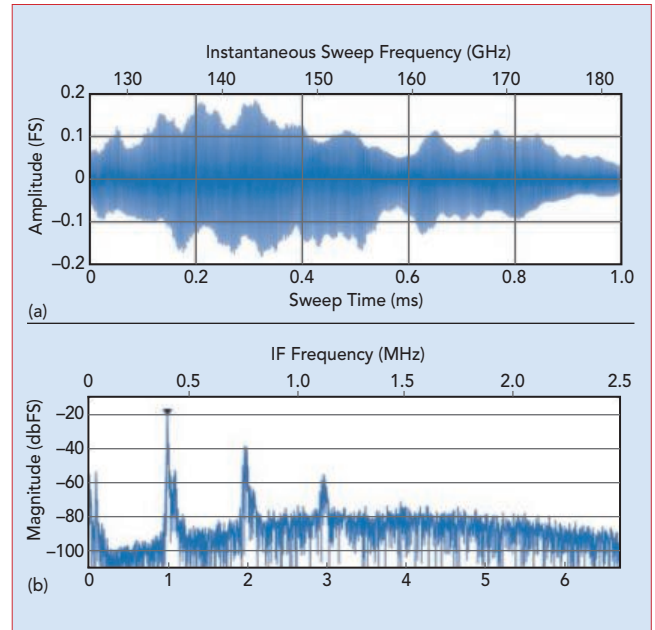 Instantaneous Sweep Frequency (GHz)
130 140 150 160 170 180
Amplitude (FS)
0.2
0.1
0
–0.1
–0.2
0 0.2 0.4 0.6 0.8 1.0
Sweep Time (ms)
(a)
IF Frequency (MHz)
0 0.5 1.0 1.5 2.0 2.5
Magnitude (dbFS)
–20
–40
–60
–80
–100
0 1 2 3 4 5 6
(b)